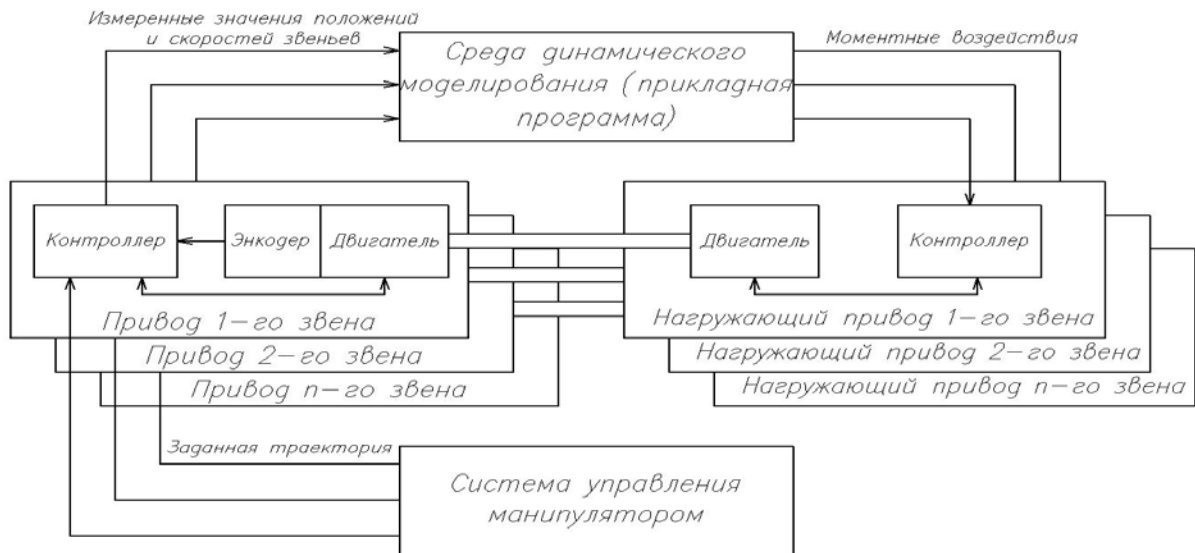 Измеренные значения положений
и скоростей звеньев
Среда динамического
моделирования (прикладная
программа)
Моментные воздействия
Контроллер
Энкодер
Двигатель
Привод 1-го звена
Привод 2-го звена
Привод n-го звена
Двигатель
Контроллер
Нагружающий привод 1-го звена
Нагружающий привод 2-го звена
Нагружающий привод n-го звена
Заданная траектория
Система управления
манипулятором